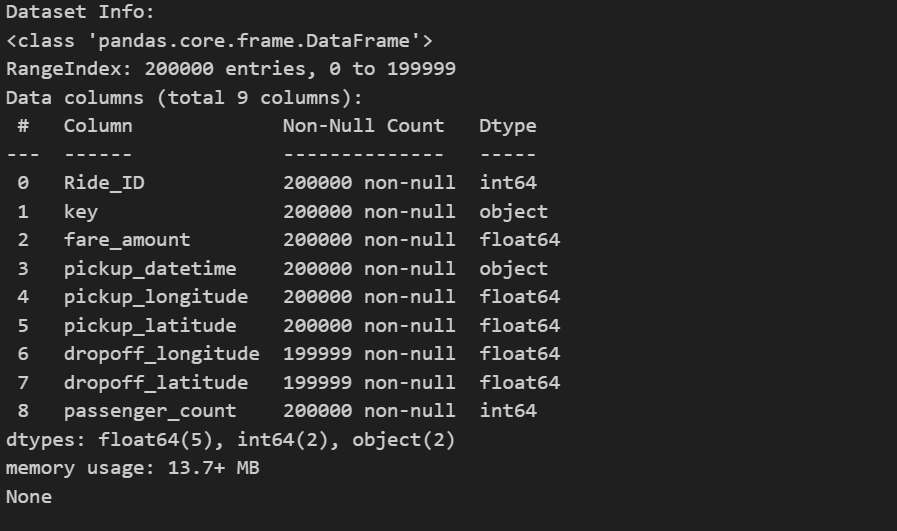 Dataset Info:
<class 'pandas.core.frame.DataFrame'>
RangeIndex: 200000 entries, 0 to 199999
Data columns (total 9 columns):
 #   Column             Non-Null Count   Dtype
---  ------             --------------   -----
 0   Ride_ID            200000 non-null  int64
 1   key                200000 non-null  object
 2   fare_amount        200000 non-null  float64
 3   pickup_datetime    200000 non-null  object
 4   pickup_longitude   200000 non-null  float64
 5   pickup_latitude    200000 non-null  float64
 6   dropoff_longitude  199999 non-null  float64
 7   dropoff_latitude   199999 non-null  float64
 8   passenger_count    200000 non-null  int64
dtypes: float64(5), int64(2), object(2)
memory usage: 13.7+ MB
None